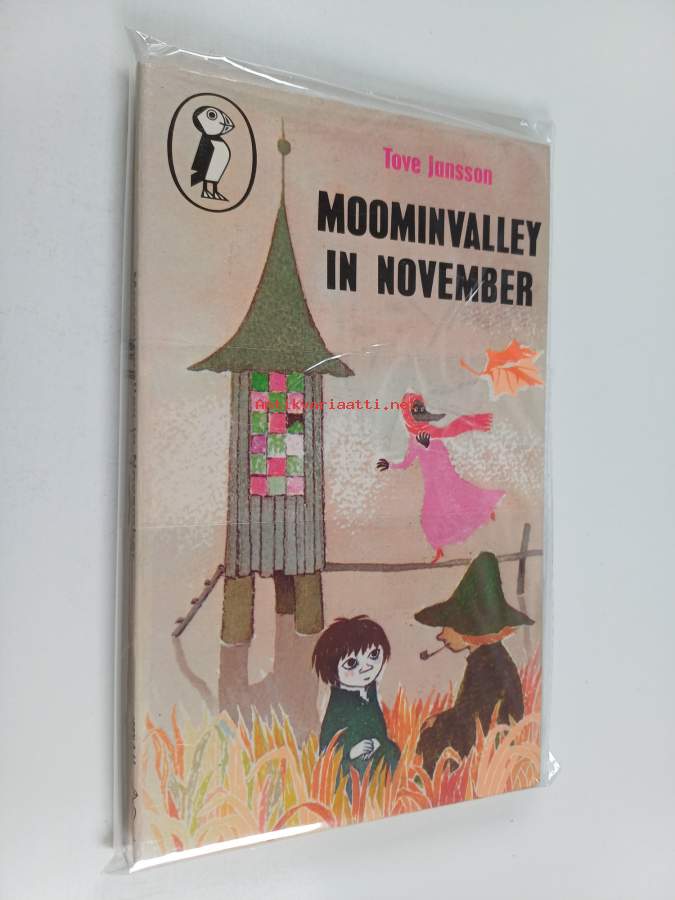 Tove Jansson
MOOMINVALLEY
IN NOVEMBER
Antikvariaatti.net